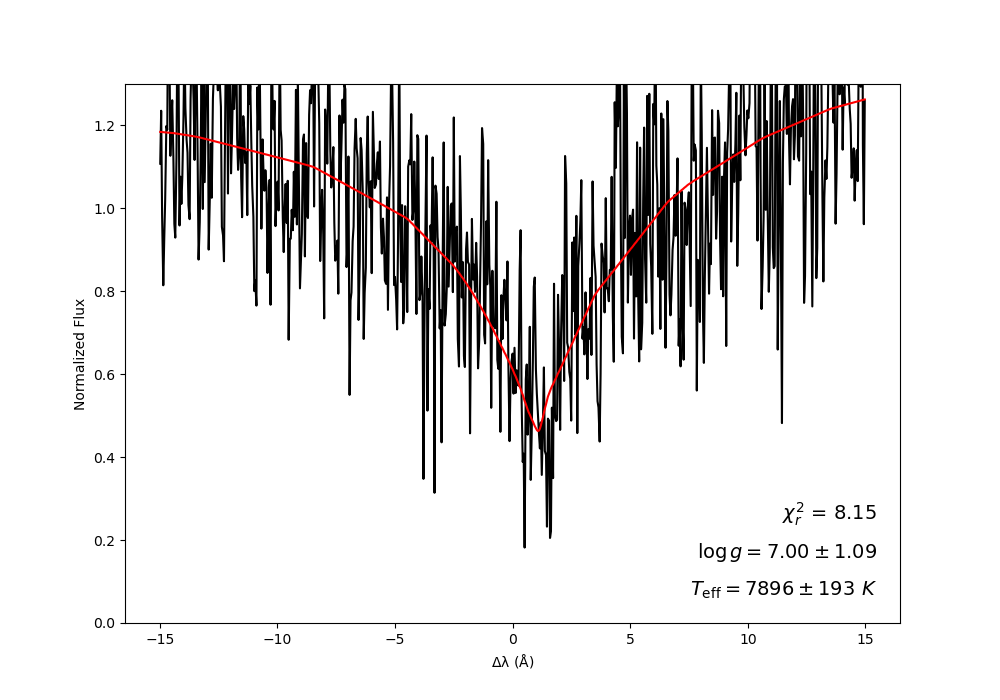 1.2
1.0
0.8
0.6
0.4
0.2
0.0
Normalized Flux
χ²ᵣ = 8.15
log g = 7.00 ± 1.09
T_eff = 7896 ± 193 K
−15 −10 −5 0 5 10 15
Δλ (Å)